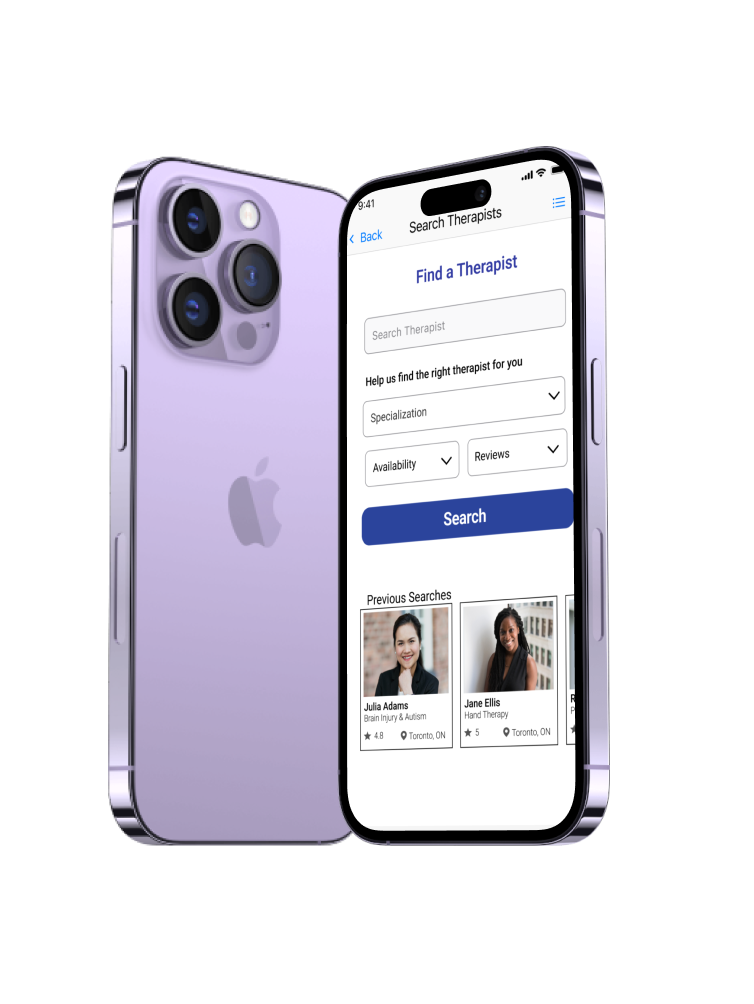 9:41
Back
Search Therapists
Find a Therapist
Search Therapist
Help us find the right therapist for you
Specialization
Availability
Reviews
Search
Previous Searches
Julia Adams
Brain Injury & Autism
4.8
Toronto, ON
Jane Ellis
Hand Therapy
5
Toronto, ON
R
P